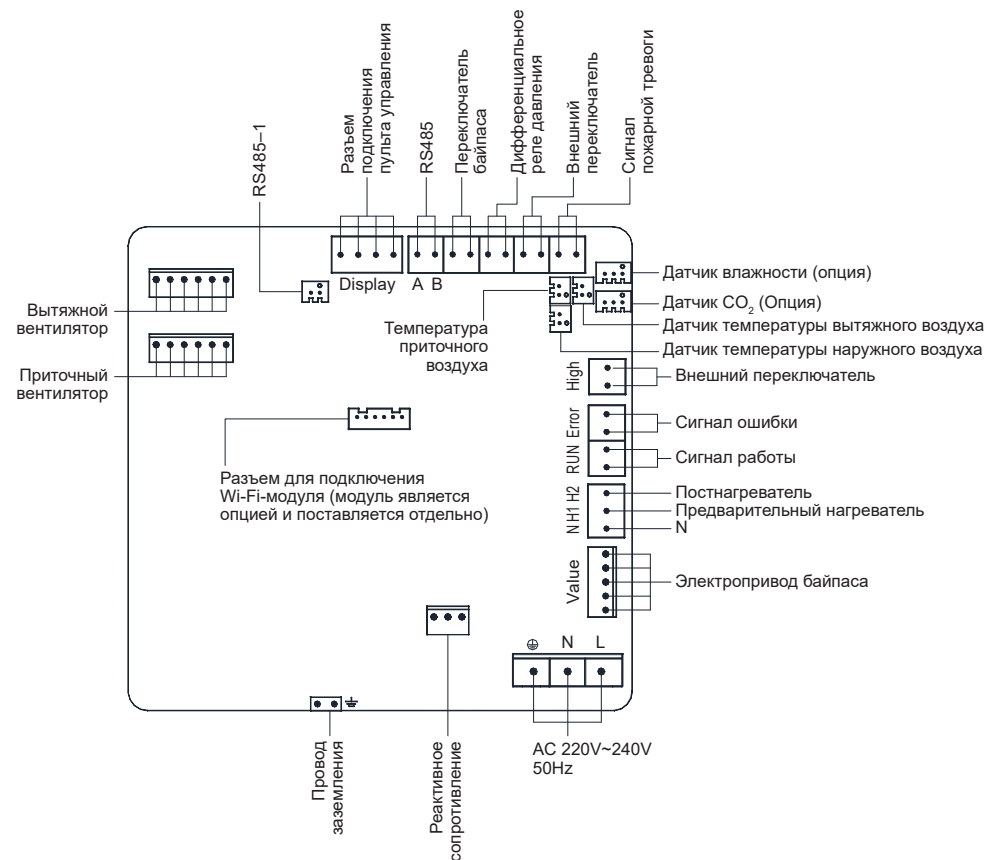 RS485–1
Разъем
подключения
пульта управления
RS485
Переключатель
байпаса
Дифференциальное
реле давления
Внешний
переключатель
Сигнал
пожарной тревоги
Display
A B
Вытяжной
вентилятор
Приточный
вентилятор
Температура
приточного
воздуха
Датчик влажности (опция)
Датчик CO₂ (Опция)
Датчик температуры вытяжного воздуха
Датчик температуры наружного воздуха
High
Внешний переключатель
Error
Сигнал ошибки
RUN
Сигнал работы
Разъем для подключения
Wi-Fi-модуля (модуль является
опцией и поставляется отдельно)
N H1 H2
Постнагреватель
Предварительный нагреватель
N
Value
Электропривод байпаса
N L
AC 220V~240V
50Hz
Провод
заземления
Реактивное
сопротивление